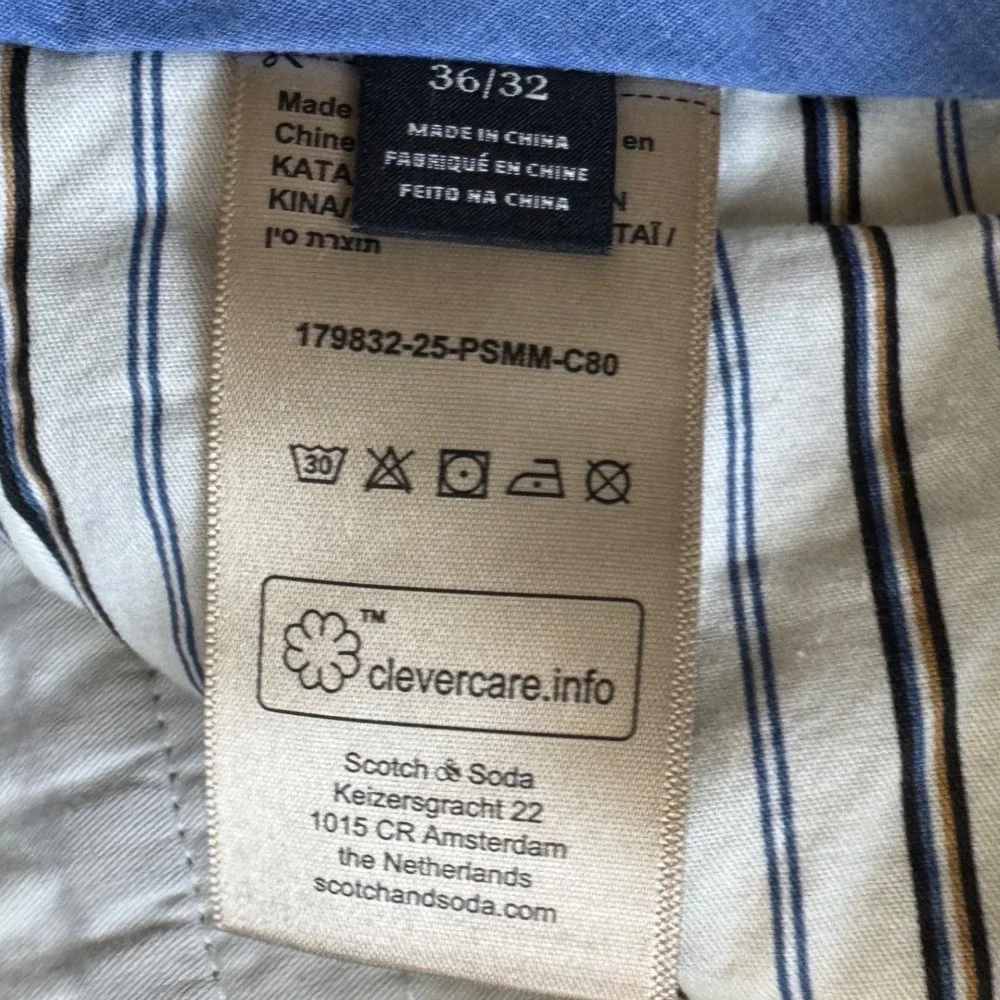 36/32
MADE IN CHINA
FABRIQUÉ EN CHINE
FEITO NA CHINA
Made
Chine en
KATA
KINA/ TAÏ /
תוצרת סין
179832-25-PSMM-C80
30
TM
clevercare.info
Scotch & Soda
Keizersgracht 22
1015 CR Amsterdam
the Netherlands
scotchandsoda.com